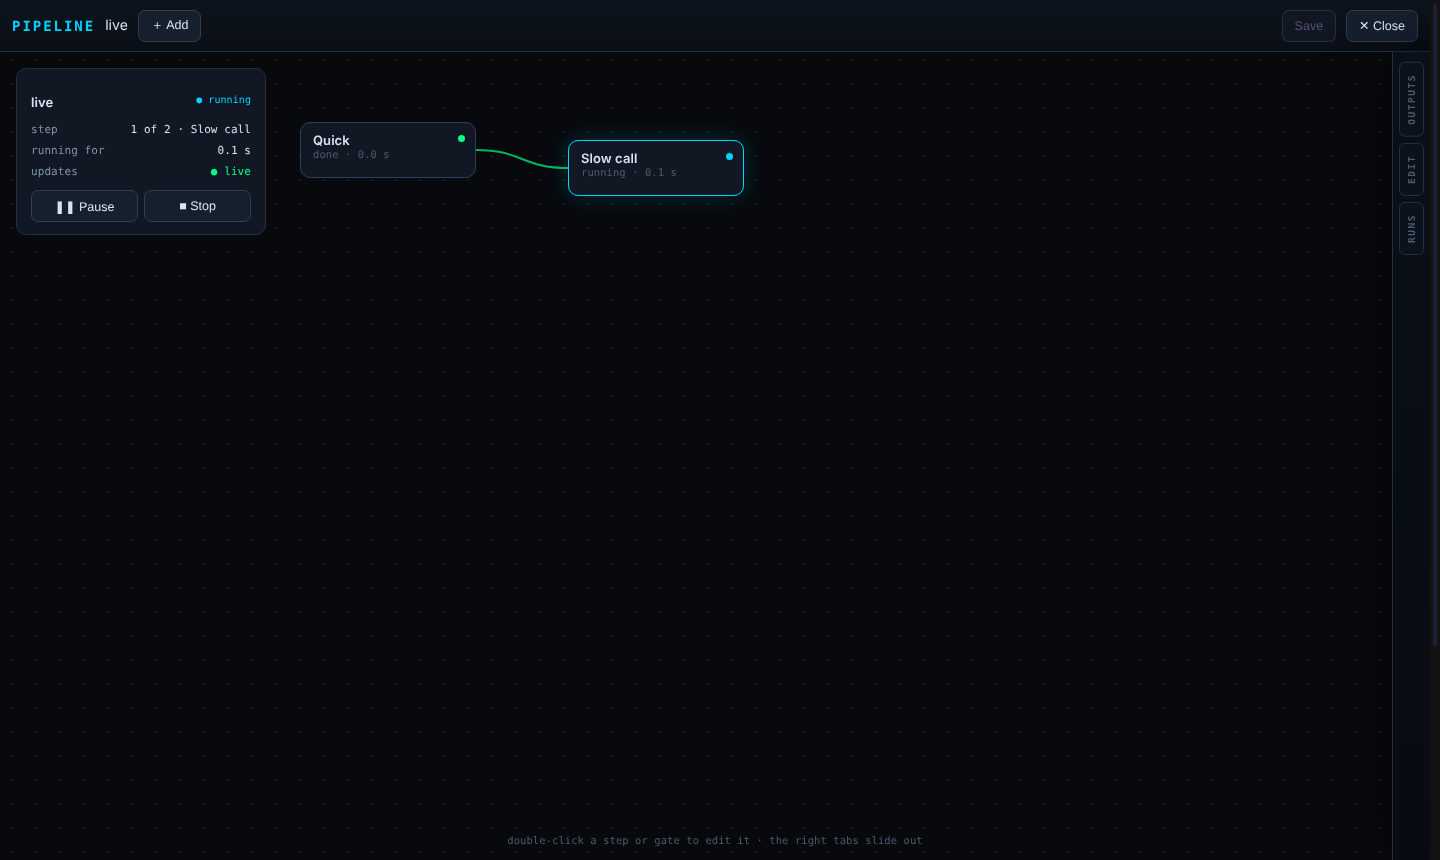 PIPELINE live + Add Save ✕ Close
live ● running
step 1 of 2 · Slow call
running for 0.1 s
updates ● live
❚❚ Pause ■ Stop
Quick
done · 0.0 s
Slow call
running · 0.1 s
OUTPUTS
EDIT
RUNS
double-click a step or gate to edit it · the right tabs slide out